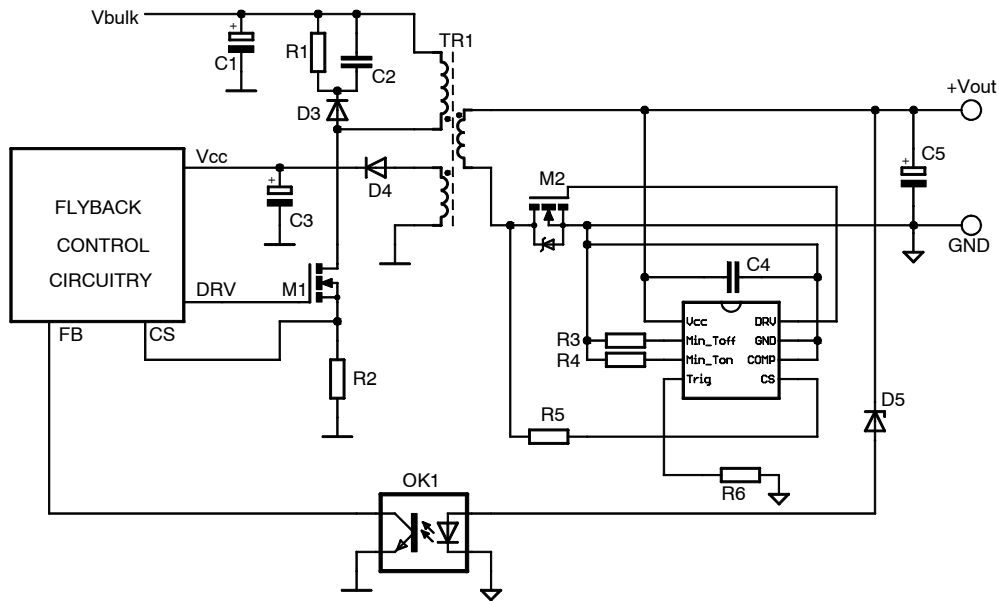 Vbulk
+
C1
R1
C2
TR1
D3
+Vout
+
C5
Vcc
D4
M2
FLYBACK
CONTROL
CIRCUITRY
+
C3
GND
C4
DRV
M1
Vcc
DRV
FB
CS
R3
Min_Toff
GND
R4
Min_Ton
COMP
R2
Trig
CS
R5
D5
OK1
R6